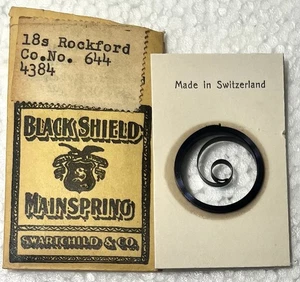 18s Rockford
Co.No. 644
4384
BLACK SHIELD
S
MAINSPRING
SWARTCHILD & CO.
Made in Switzerland